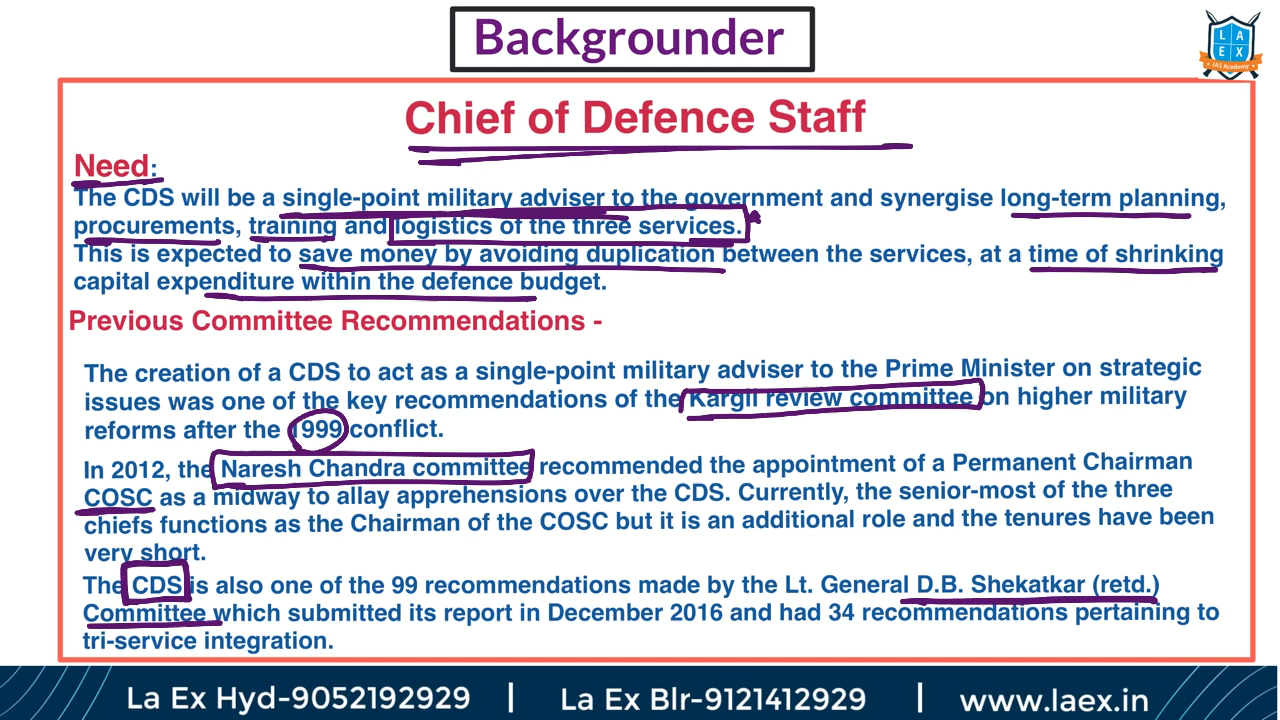 Backgrounder
L A
E X
IAS Academy
Chief of Defence Staff
Need:
The CDS will be a single-point military adviser to the government and synergise long-term planning,
procurements, training and logistics of the three services.
This is expected to save money by avoiding duplication between the services, at a time of shrinking
capital expenditure within the defence budget.
Previous Committee Recommendations -
The creation of a CDS to act as a single-point military adviser to the Prime Minister on strategic
issues was one of the key recommendations of the Kargil review committee on higher military
reforms after the 1999 conflict.
In 2012, the Naresh Chandra committee recommended the appointment of a Permanent Chairman
COSC as a midway to allay apprehensions over the CDS. Currently, the senior-most of the three
chiefs functions as the Chairman of the COSC but it is an additional role and the tenures have been
very short.
The CDS is also one of the 99 recommendations made by the Lt. General D.B. Shekatkar (retd.)
Committee which submitted its report in December 2016 and had 34 recommendations pertaining to
tri-service integration.
La Ex Hyd-9052192929 | La Ex Blr-9121412929 | www.laex.in